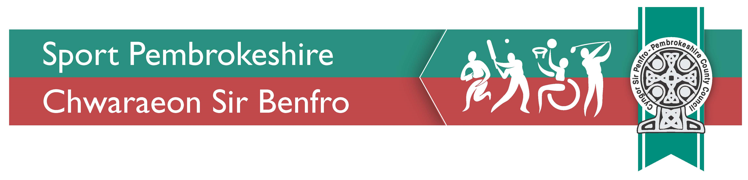 Sport Pembrokeshire
Chwaraeon Sir Benfro
Cyngor Sir Penfro - Pembrokeshire County Council